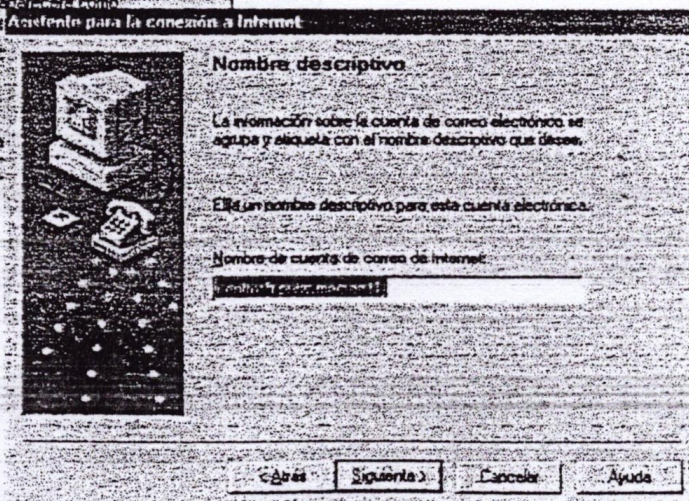 Asistente para la conexión a Internet
Nombre descriptivo
La información sobre la cuenta de correo electrónico se
agrupa y etiqueta con el nombre descriptivo que desee.
Elija un nombre descriptivo para esta cuenta electrónica.
Nombre de cuenta de correo de Internet:
< Atrás
Siguiente >
Cancelar
Ayuda